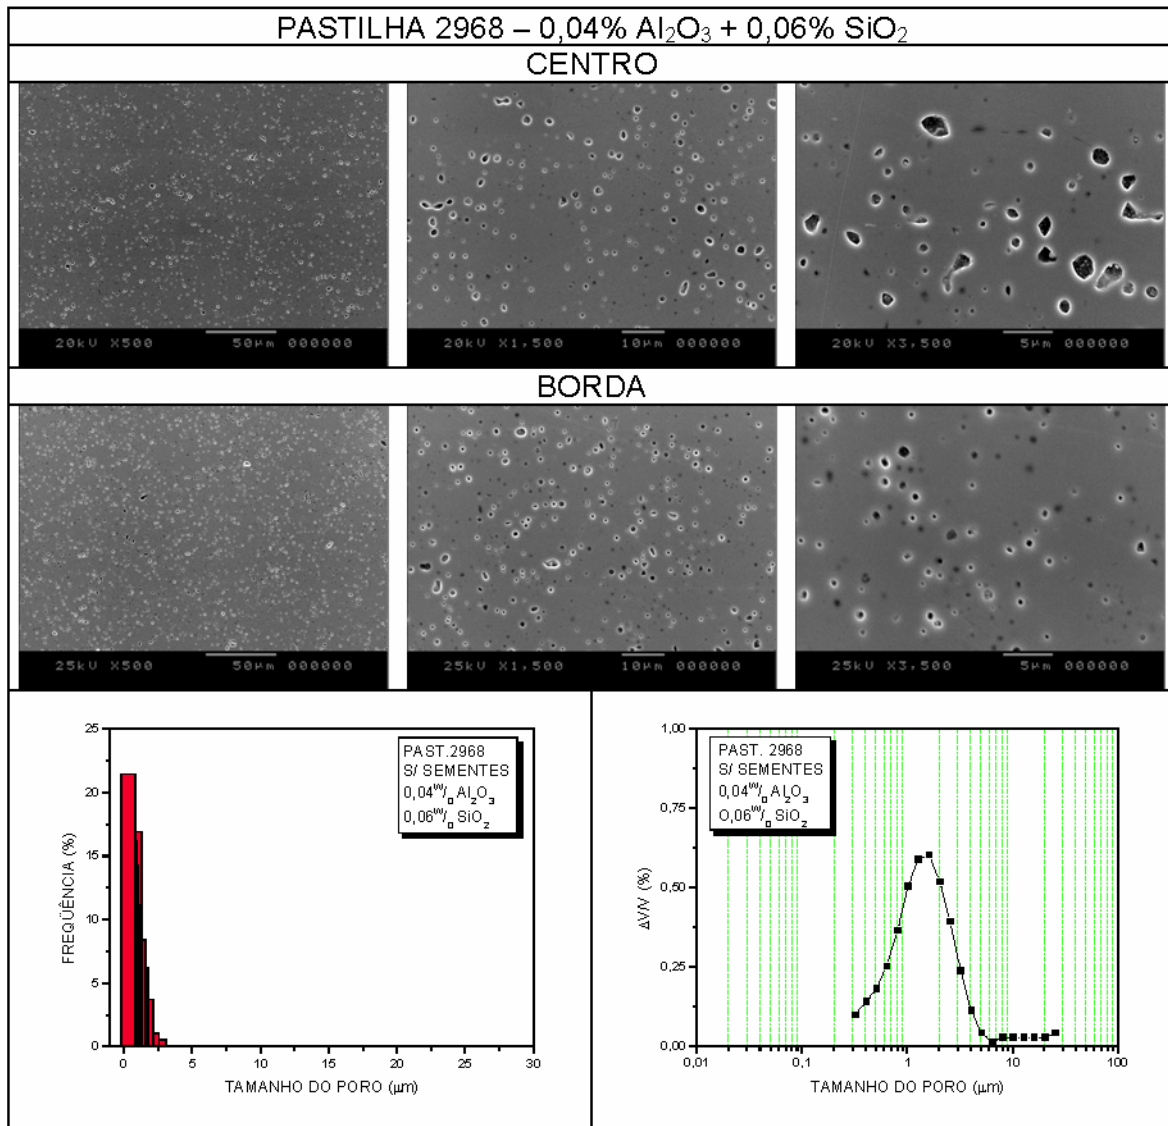 PASTILHA 2968 – 0,04% Al₂O₃ + 0,06% SiO₂
CENTRO
20kV X500 50µm 000000
20kV X1,500 10µm 000000
20kV X3,500 5µm 000000
BORDA
25kV X500 50µm 000000
25kV X1,500 10µm 000000
25kV X3,500 5µm 000000
25
20
15
10
5
0
FREQÜÊNCIA (%)
PAST.2968
S/ SEMENTES
0,04ʷ/₀ Al₂O₃
0,06ʷ/₀ SiO₂
0 5 10 15 20 25 30
TAMANHO DO PORO (µm)
1,00
0,75
0,50
0,25
0,00
ΔV/V (%)
PAST. 2968
S/ SEMENTES
0,04ʷ/₀ Al₂O₃
0,06ʷ/₀ SiO₂
0,01 0,1 1 10 100
TAMANHO DO PORO (µm)